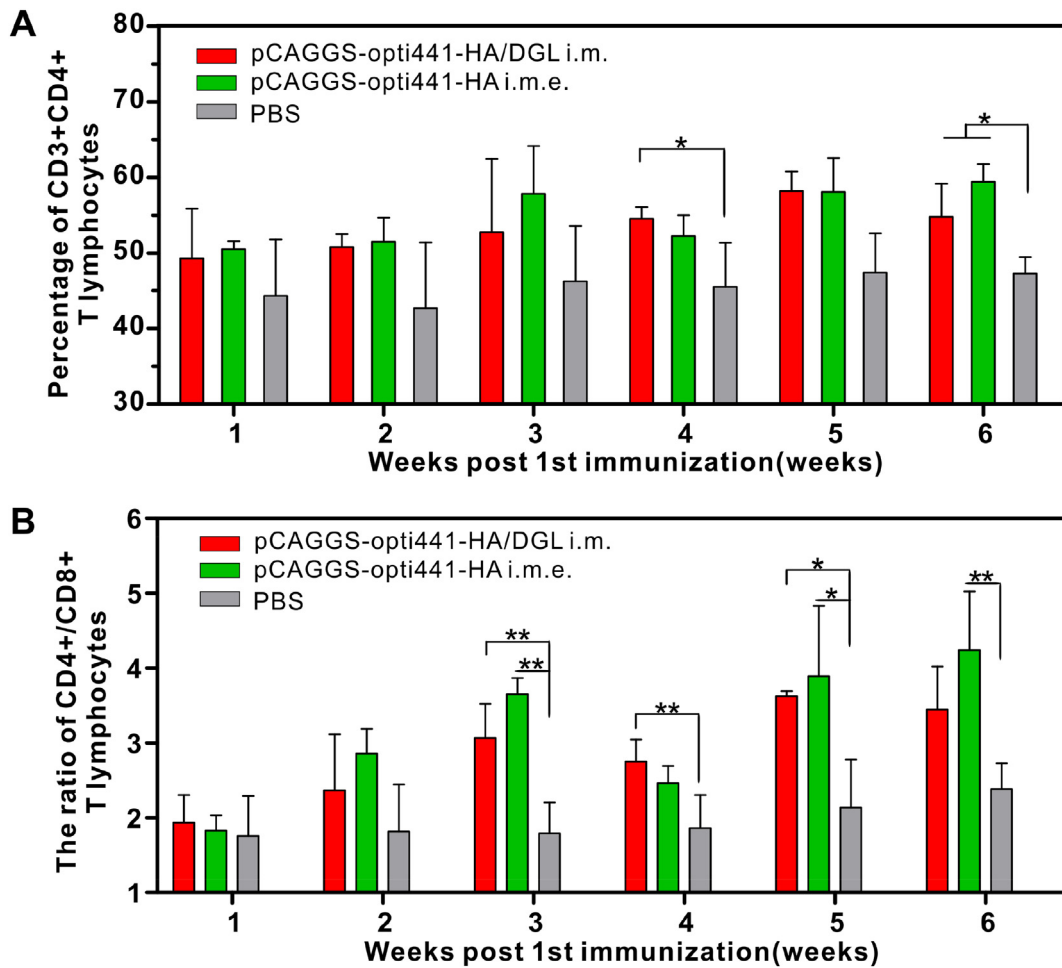 A
80
70
60
50
40
30
Percentage of CD3+CD4+
T lymphocytes
pCAGGS-opti441-HA/DGL i.m.
pCAGGS-opti441-HA i.m.e.
PBS
*
*
1 2 3 4 5 6
Weeks post 1st immunization(weeks)
B
6
5
4
3
2
1
The ratio of CD4+/CD8+
T lymphocytes
pCAGGS-opti441-HA/DGL i.m.
pCAGGS-opti441-HA i.m.e.
PBS
**
**
**
*
*
**
1 2 3 4 5 6
Weeks post 1st immunization(weeks)